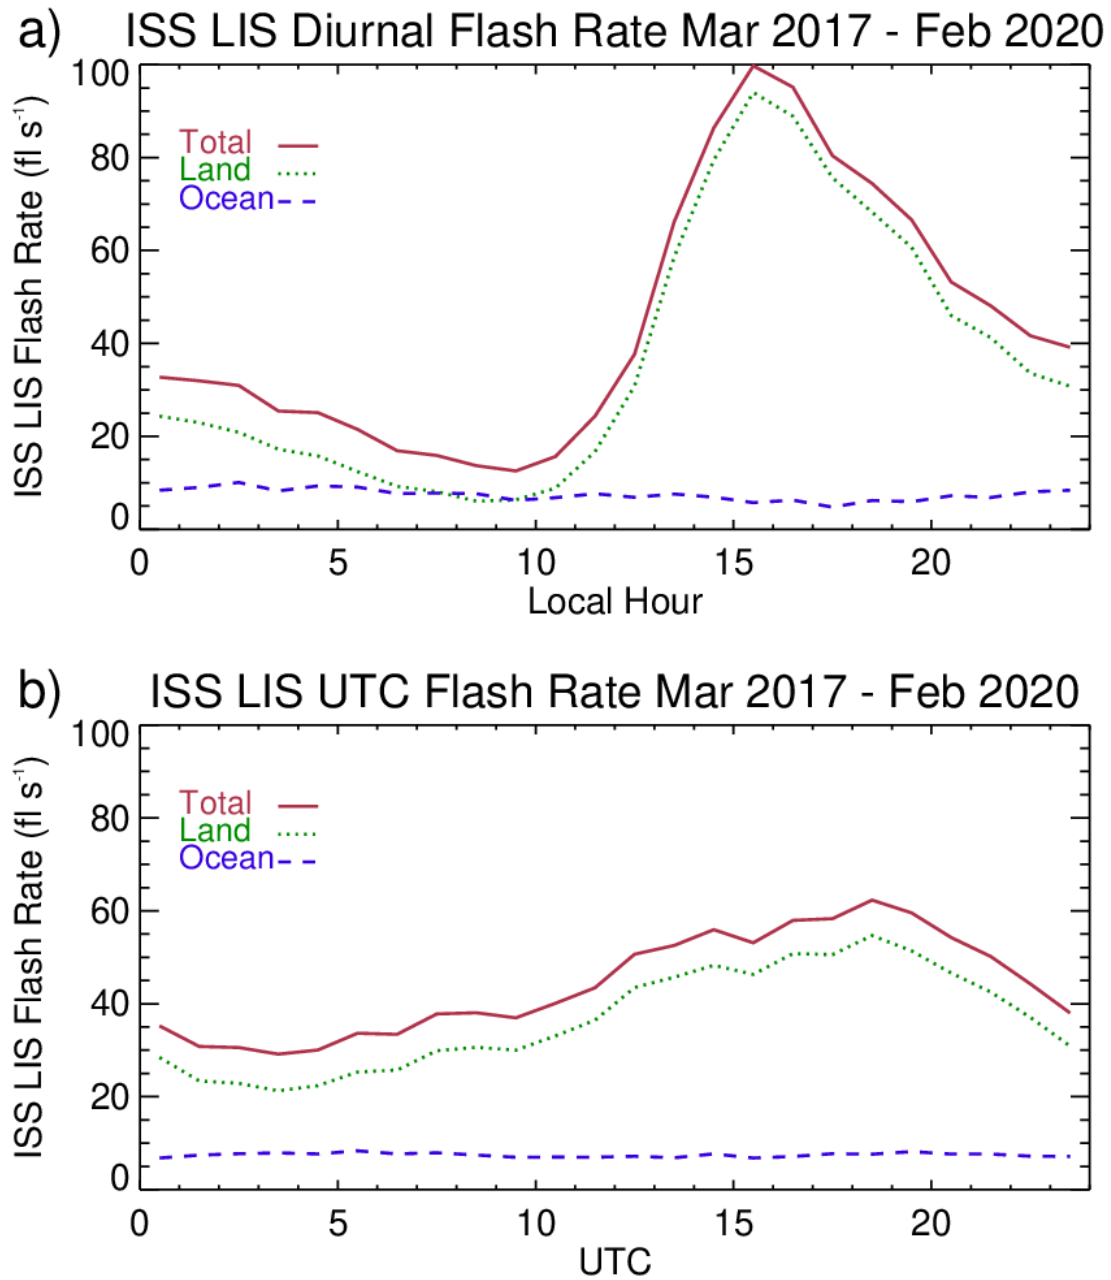 a) ISS LIS Diurnal Flash Rate Mar 2017 - Feb 2020
ISS LIS Flash Rate (fl s⁻¹)
100
80
60
40
20
0
Total
Land
Ocean
0 5 10 15 20
Local Hour
b) ISS LIS UTC Flash Rate Mar 2017 - Feb 2020
ISS LIS Flash Rate (fl s⁻¹)
100
80
60
40
20
0
Total
Land
Ocean
0 5 10 15 20
UTC